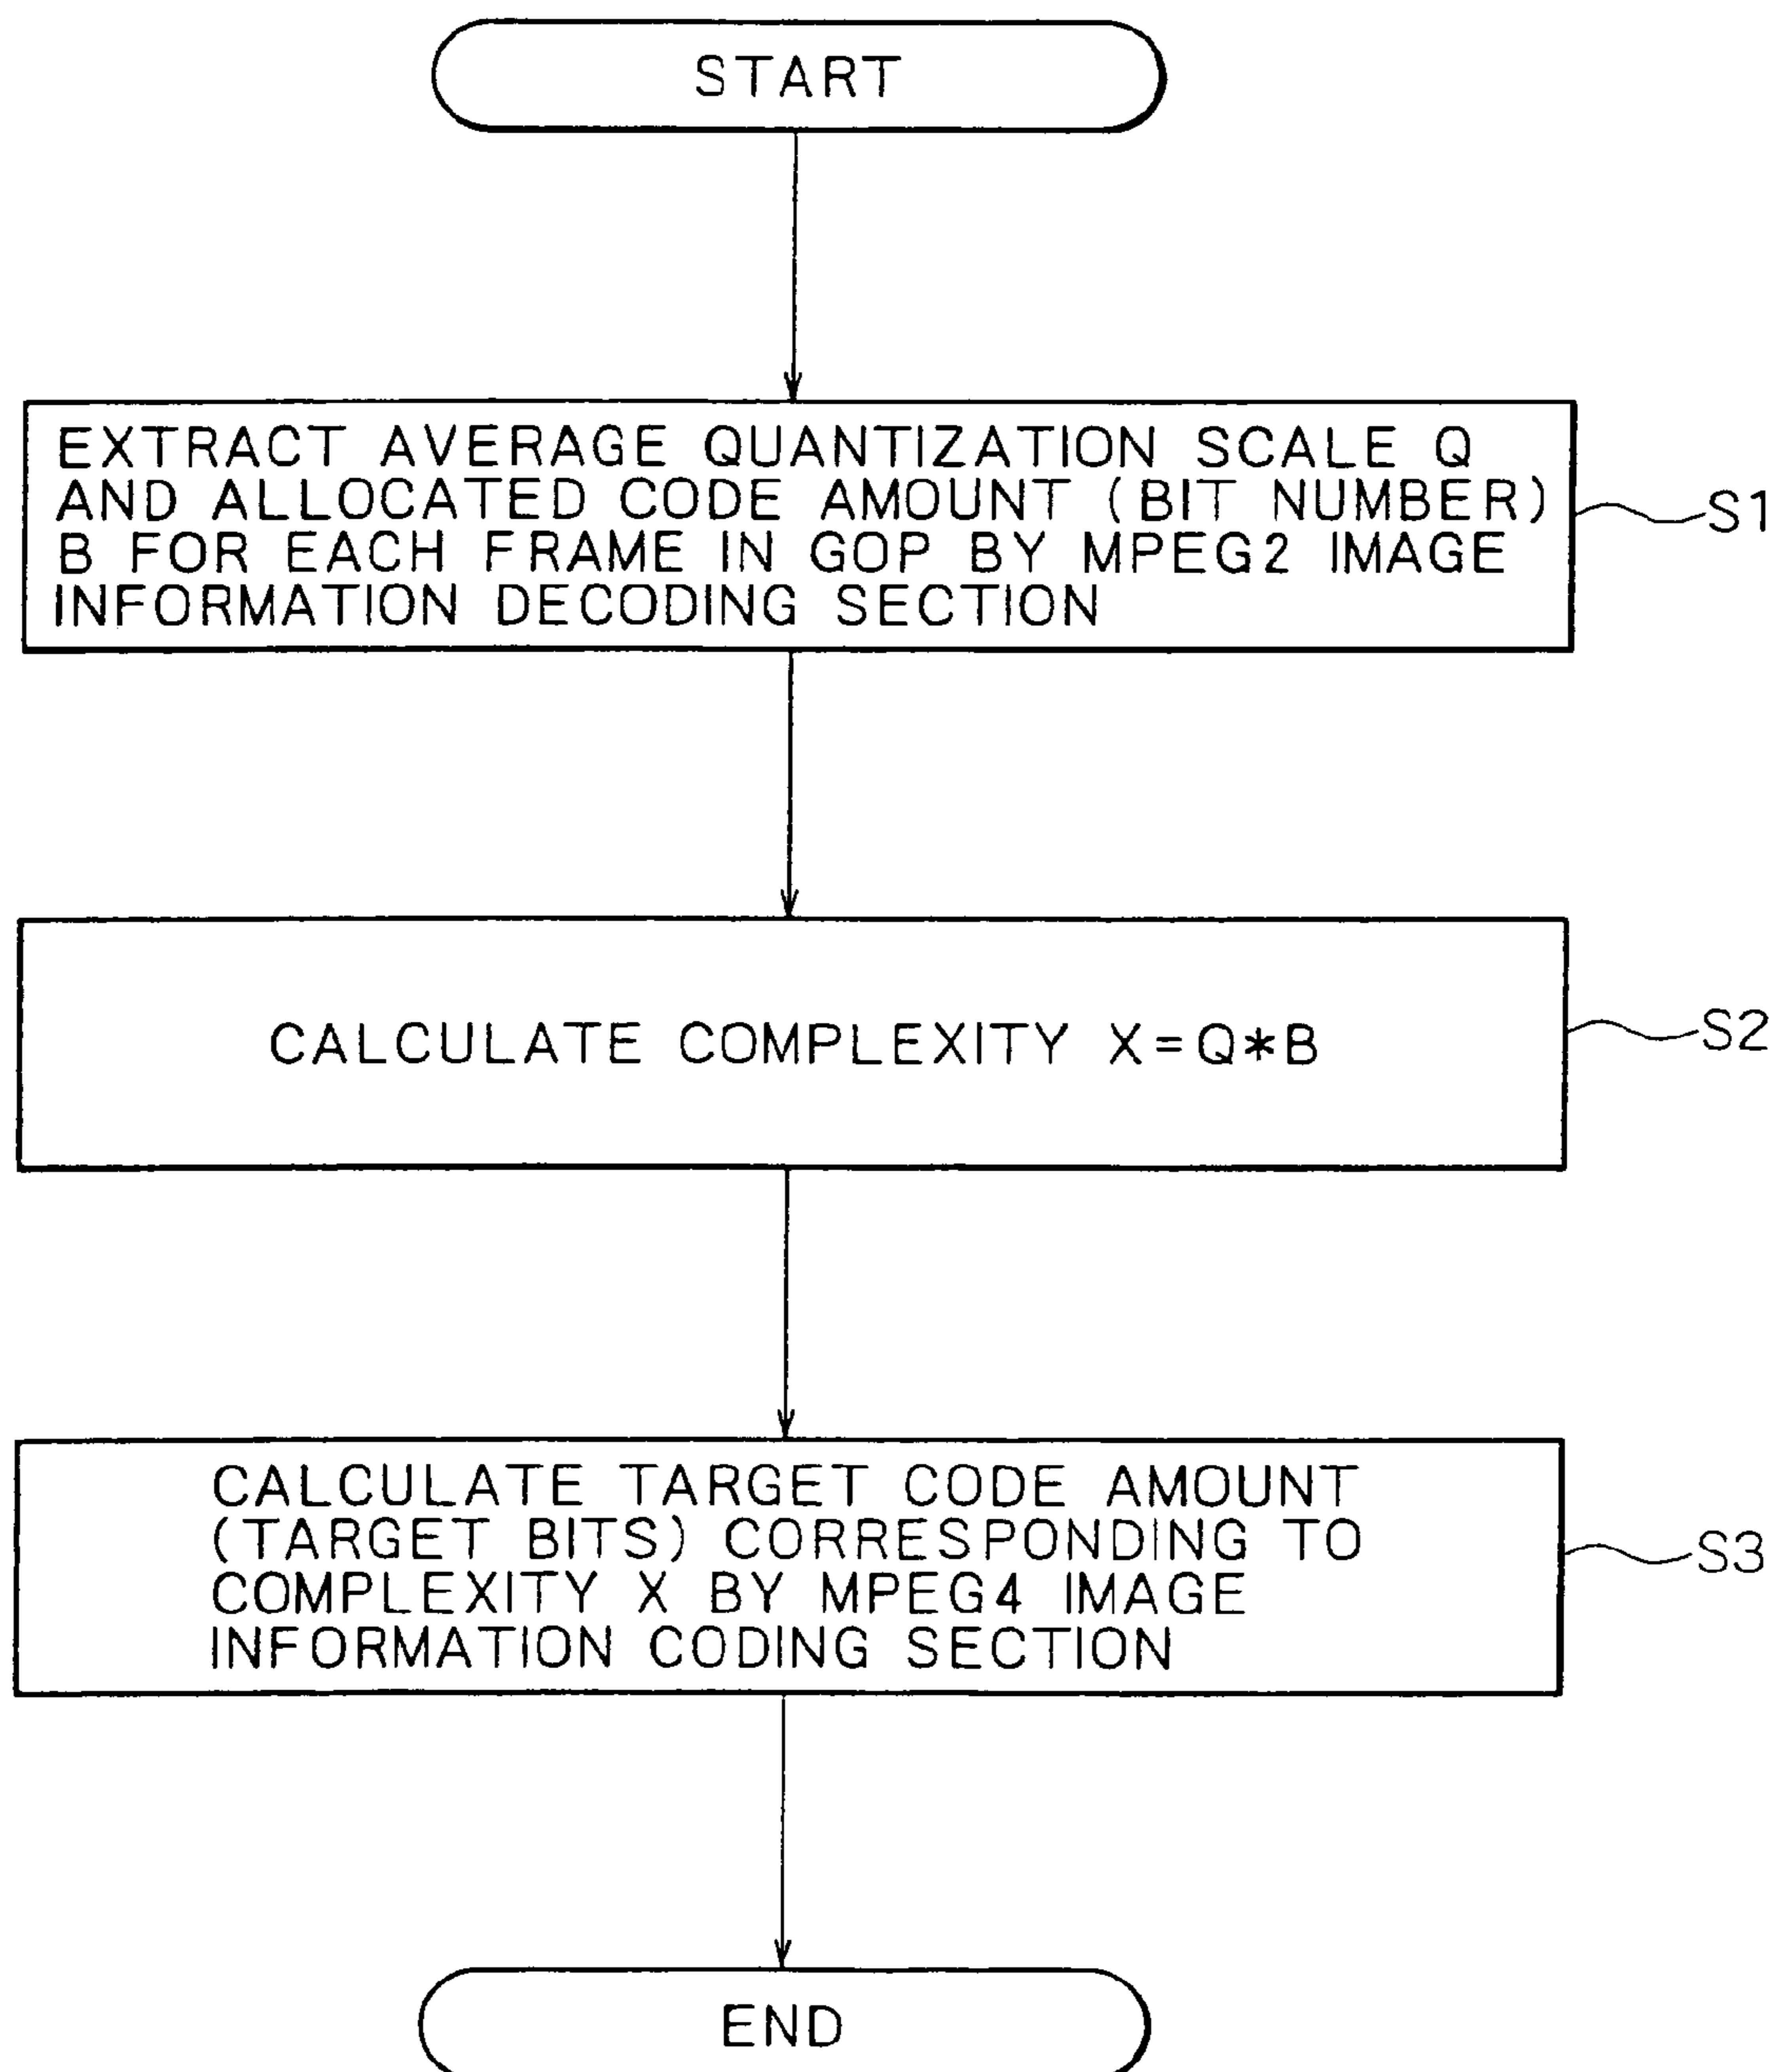 START
EXTRACT AVERAGE QUANTIZATION SCALE Q
AND ALLOCATED CODE AMOUNT (BIT NUMBER)
B FOR EACH FRAME IN GOP BY MPEG2 IMAGE
INFORMATION DECODING SECTION
S1
CALCULATE COMPLEXITY X=Q*B
S2
CALCULATE TARGET CODE AMOUNT
(TARGET BITS) CORRESPONDING TO
COMPLEXITY X BY MPEG4 IMAGE
INFORMATION CODING SECTION
S3
END